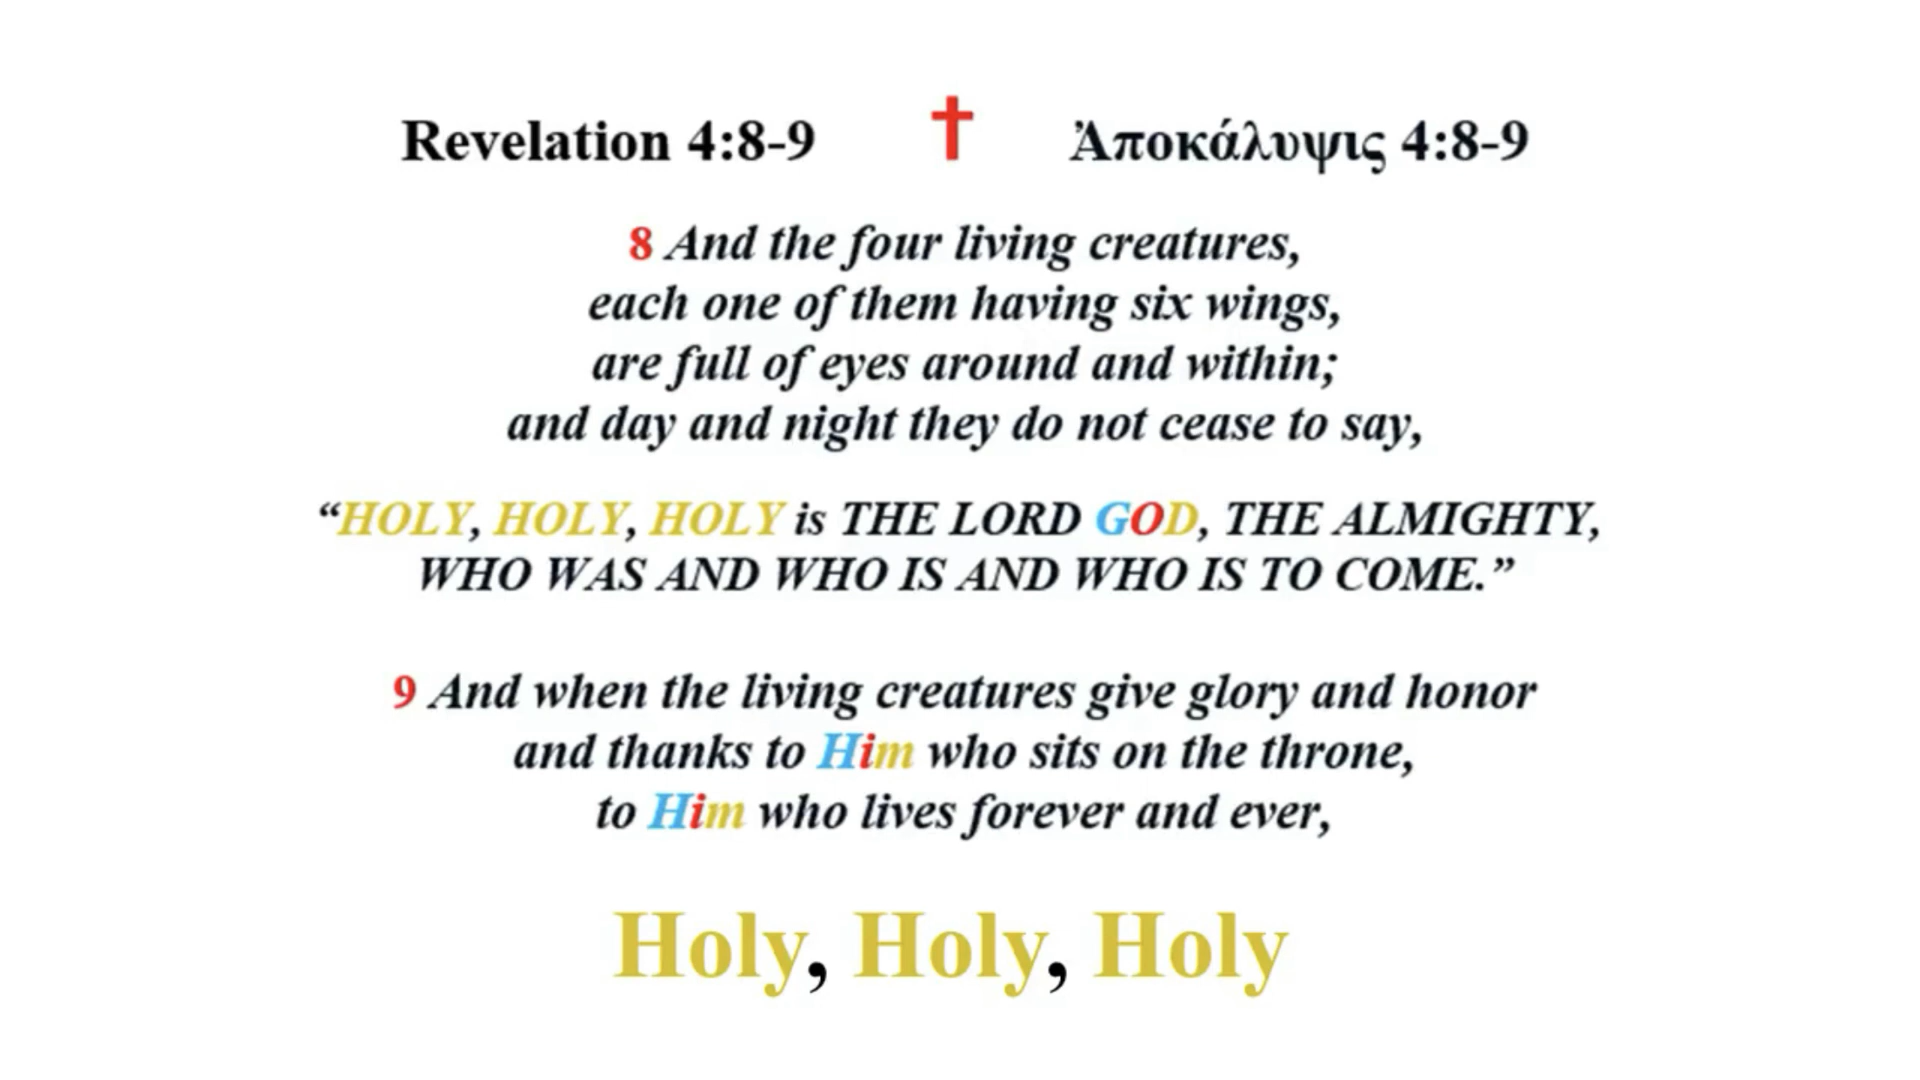 Revelation 4:8-9 ✝ Ἀποκάλυψις 4:8-9
8 And the four living creatures,
each one of them having six wings,
are full of eyes around and within;
and day and night they do not cease to say,
“HOLY, HOLY, HOLY is THE LORD GOD, THE ALMIGHTY,
WHO WAS AND WHO IS AND WHO IS TO COME.”
9 And when the living creatures give glory and honor
and thanks to Him who sits on the throne,
to Him who lives forever and ever,
Holy, Holy, Holy